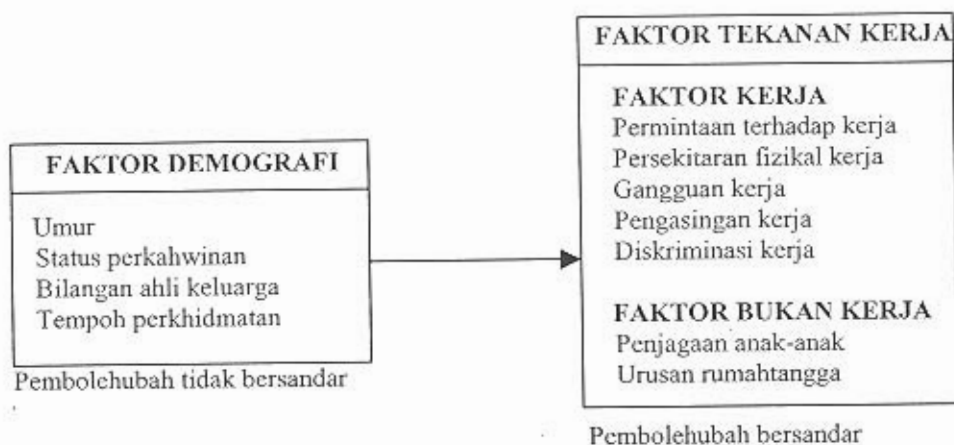 FAKTOR DEMOGRAFI
Umur
Status perkahwinan
Bilangan ahli keluarga
Tempoh perkhidmatan
Pembolehubah tidak bersandar
FAKTOR TEKANAN KERJA
FAKTOR KERJA
Permintaan terhadap kerja
Persekitaran fizikal kerja
Gangguan kerja
Pengasingan kerja
Diskriminasi kerja
FAKTOR BUKAN KERJA
Penjagaan anak-anak
Urusan rumahtangga
Pembolehubah bersandar